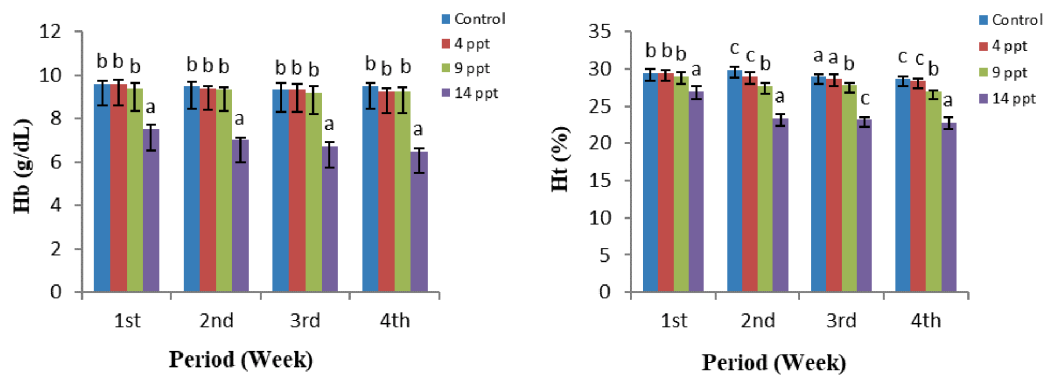 12
10
8
6
4
2
0
Hb (g/dL)
b b b a
b b b a
b b b a
b b b a
1st 2nd 3rd 4th
Period (Week)
Control
4 ppt
9 ppt
14 ppt
35
30
25
20
15
10
5
0
Ht (%)
b b b a
c c b a
a a b c
c c b a
1st 2nd 3rd 4th
Period (Week)
Control
4 ppt
9 ppt
14 ppt